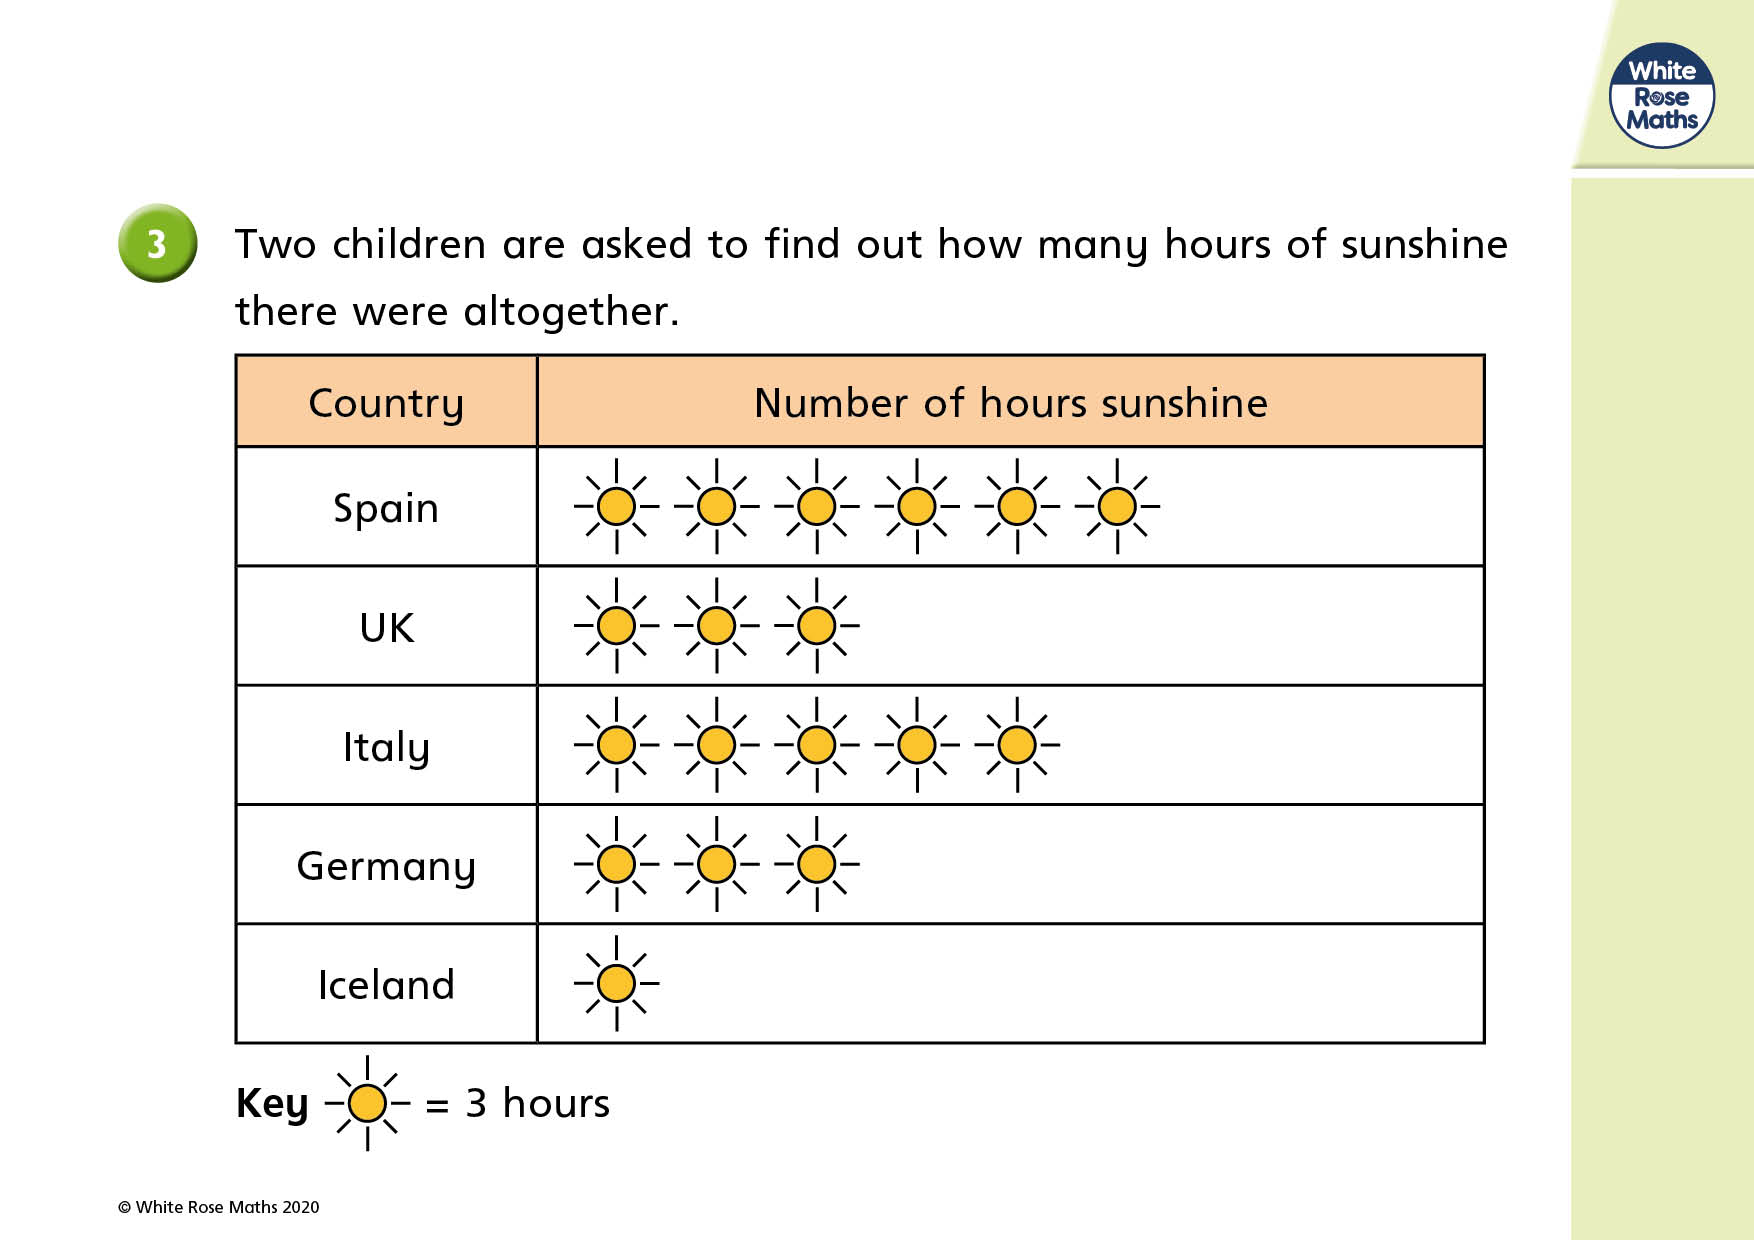 White
Rose
Maths
3
Two children are asked to find out how many hours of sunshine
there were altogether.
Country Number of hours sunshine
Spain
UK
Italy
Germany
Iceland
Key = 3 hours
© White Rose Maths 2020